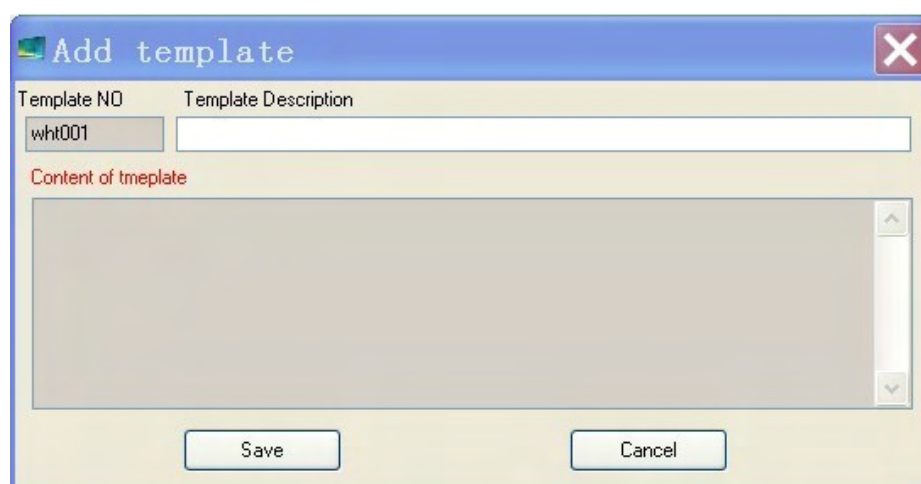 Add template
Template NO Template Description
wht001
Content of tmeplate
Save Cancel